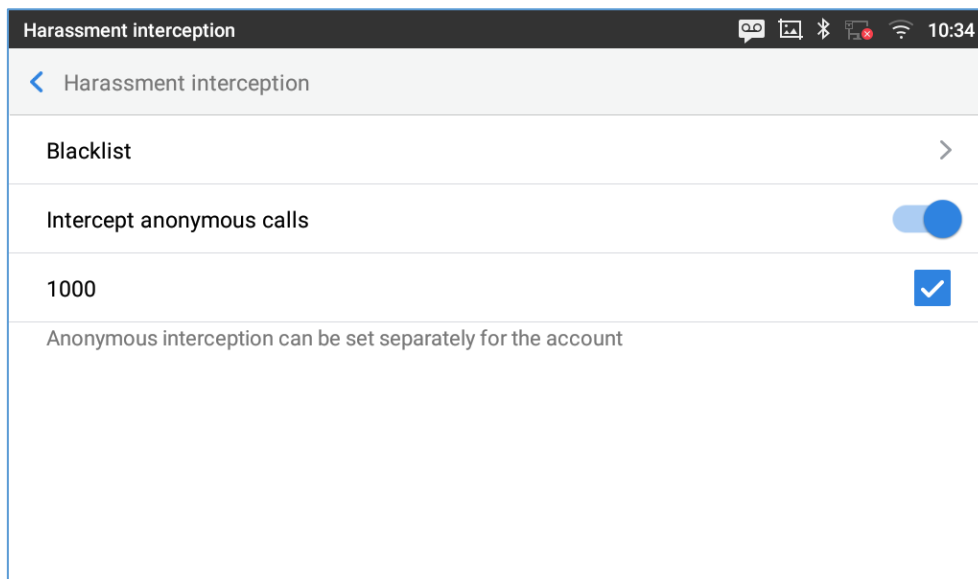 Harassment interception 10:34
Harassment interception
Blacklist
Intercept anonymous calls
1000
Anonymous interception can be set separately for the account